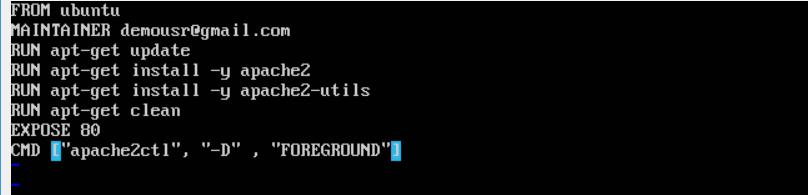 FROM ubuntu
MAINTAINER demousr@gmail.com
RUN apt-get update
RUN apt-get install -y apache2
RUN apt-get install -y apache2-utils
RUN apt-get clean
EXPOSE 80
CMD ["apache2ctl", "-D" , "FOREGROUND"]
~
~